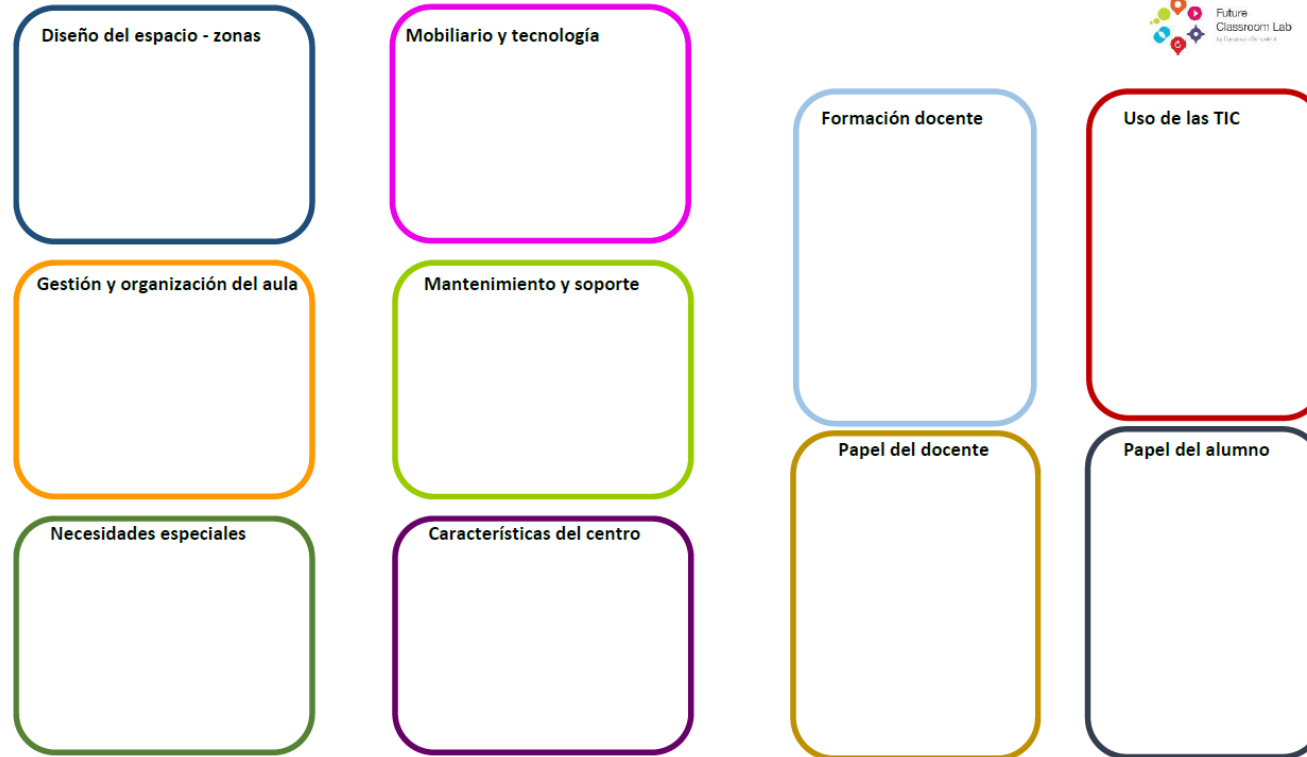 Diseño del espacio - zonas
Mobiliario y tecnología
Future
Classroom Lab
Formación docente
Uso de las TIC
Gestión y organización del aula
Mantenimiento y soporte
Papel del docente
Papel del alumno
Necesidades especiales
Características del centro